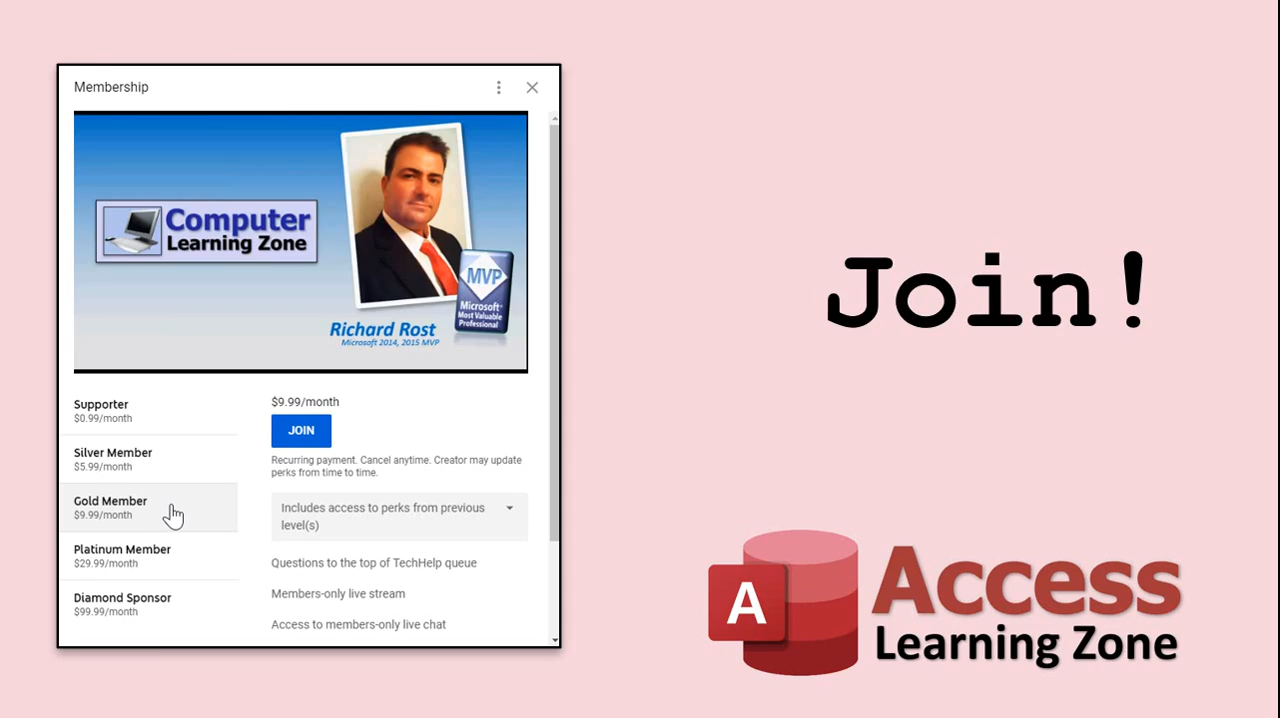 Membership
Computer
Learning Zone
MVP
Microsoft®
Most Valuable
Professional
Richard Rost
Microsoft 2014, 2015 MVP
Supporter
$0.99/month
Silver Member
$5.99/month
Gold Member
$9.99/month
Platinum Member
$29.99/month
Diamond Sponsor
$99.99/month
$9.99/month
JOIN
Recurring payment. Cancel anytime. Creator may update
perks from time to time.
Includes access to perks from previous
level(s)
Questions to the top of TechHelp queue
Members-only live stream
Access to members-only live chat
Join!
A
Access
Learning Zone